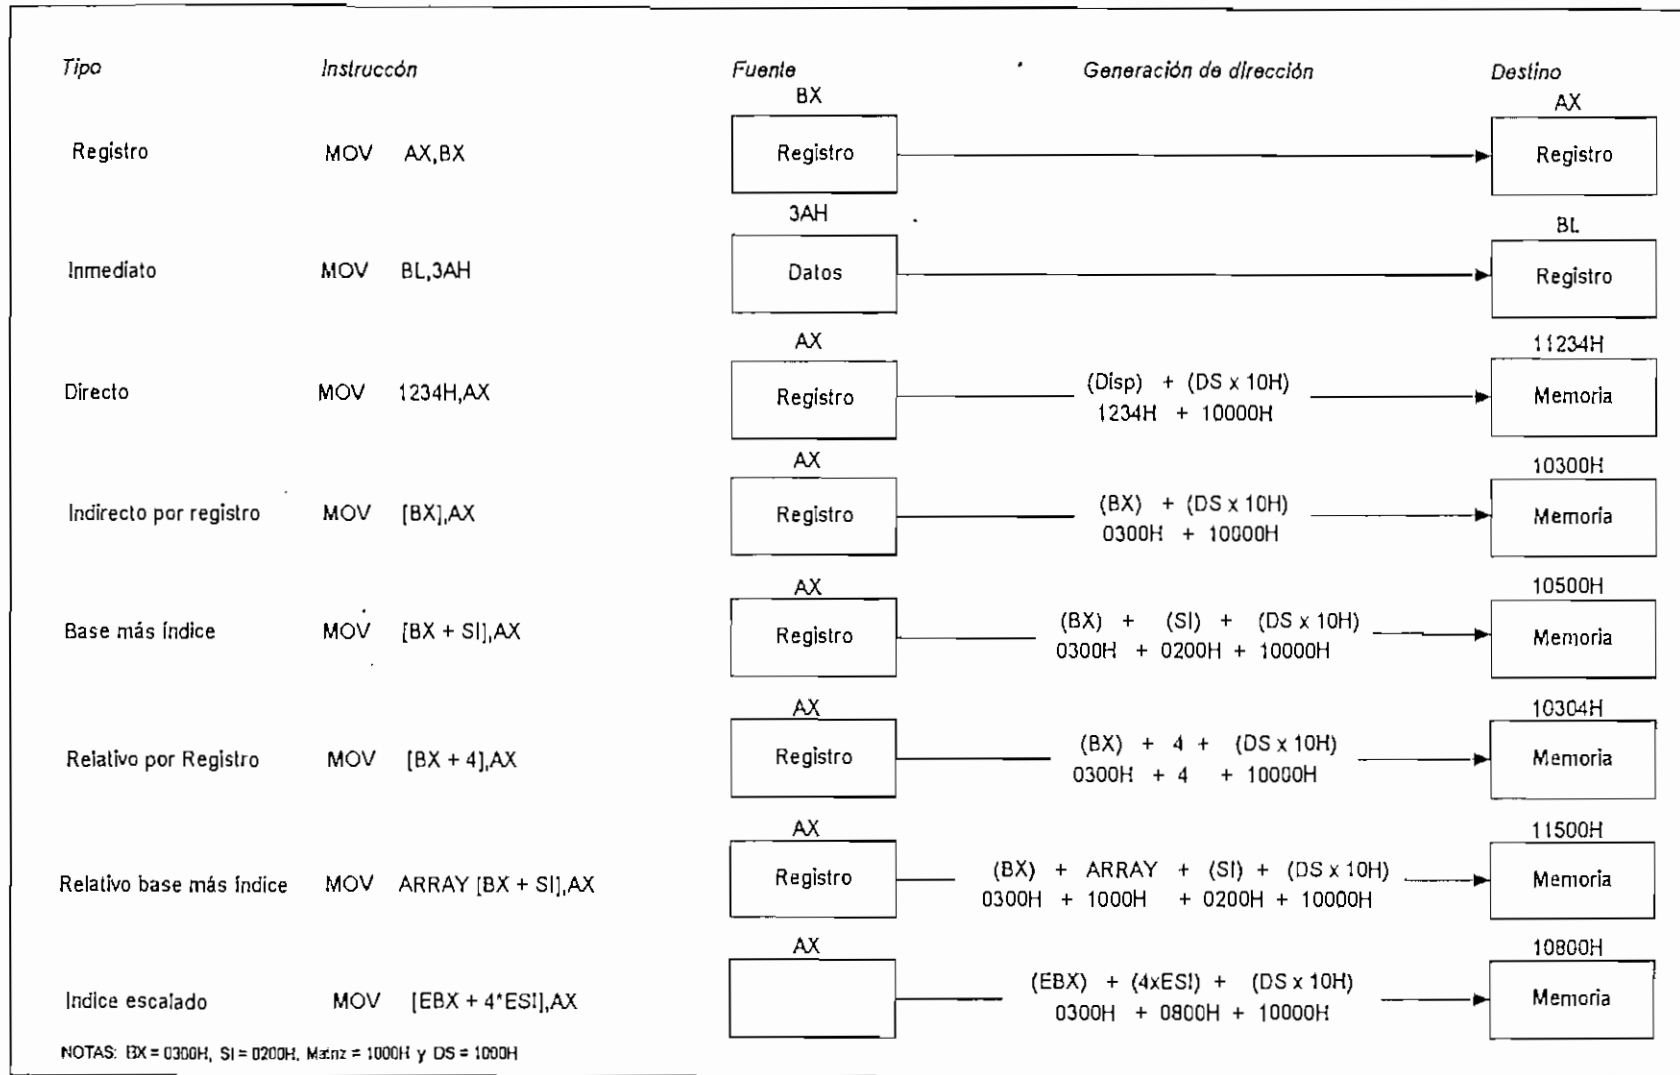 Tipo Instruccón Fuente Generación de dirección Destino
BX AX
Registro MOV AX,BX Registro Registro
3AH BL
Inmediato MOV BL,3AH Datos Registro
AX 11234H
Directo MOV 1234H,AX Registro (Disp) + (DS x 10H) Memoria
1234H + 10000H
AX 10300H
Indirecto por registro MOV [BX],AX Registro (BX) + (DS x 10H) Memoria
0300H + 10000H
AX 10500H
Base más índice MOV [BX + SI],AX Registro (BX) + (SI) + (DS x 10H) Memoria
0300H + 0200H + 10000H
AX 10304H
Relativo por Registro MOV [BX + 4],AX Registro (BX) + 4 + (DS x 10H) Memoria
0300H + 4 + 10000H
AX 11500H
Relativo base más índice MOV ARRAY [BX + SI],AX Registro (BX) + ARRAY + (SI) + (DS x 10H) Memoria
0300H + 1000H + 0200H + 10000H
AX 10800H
Indice escalado MOV [EBX + 4*ESI],AX (EBX) + (4xESI) + (DS x 10H) Memoria
0300H + 0800H + 10000H
NOTAS: BX = 0300H, SI = 0200H, Matriz = 1000H y DS = 1000H